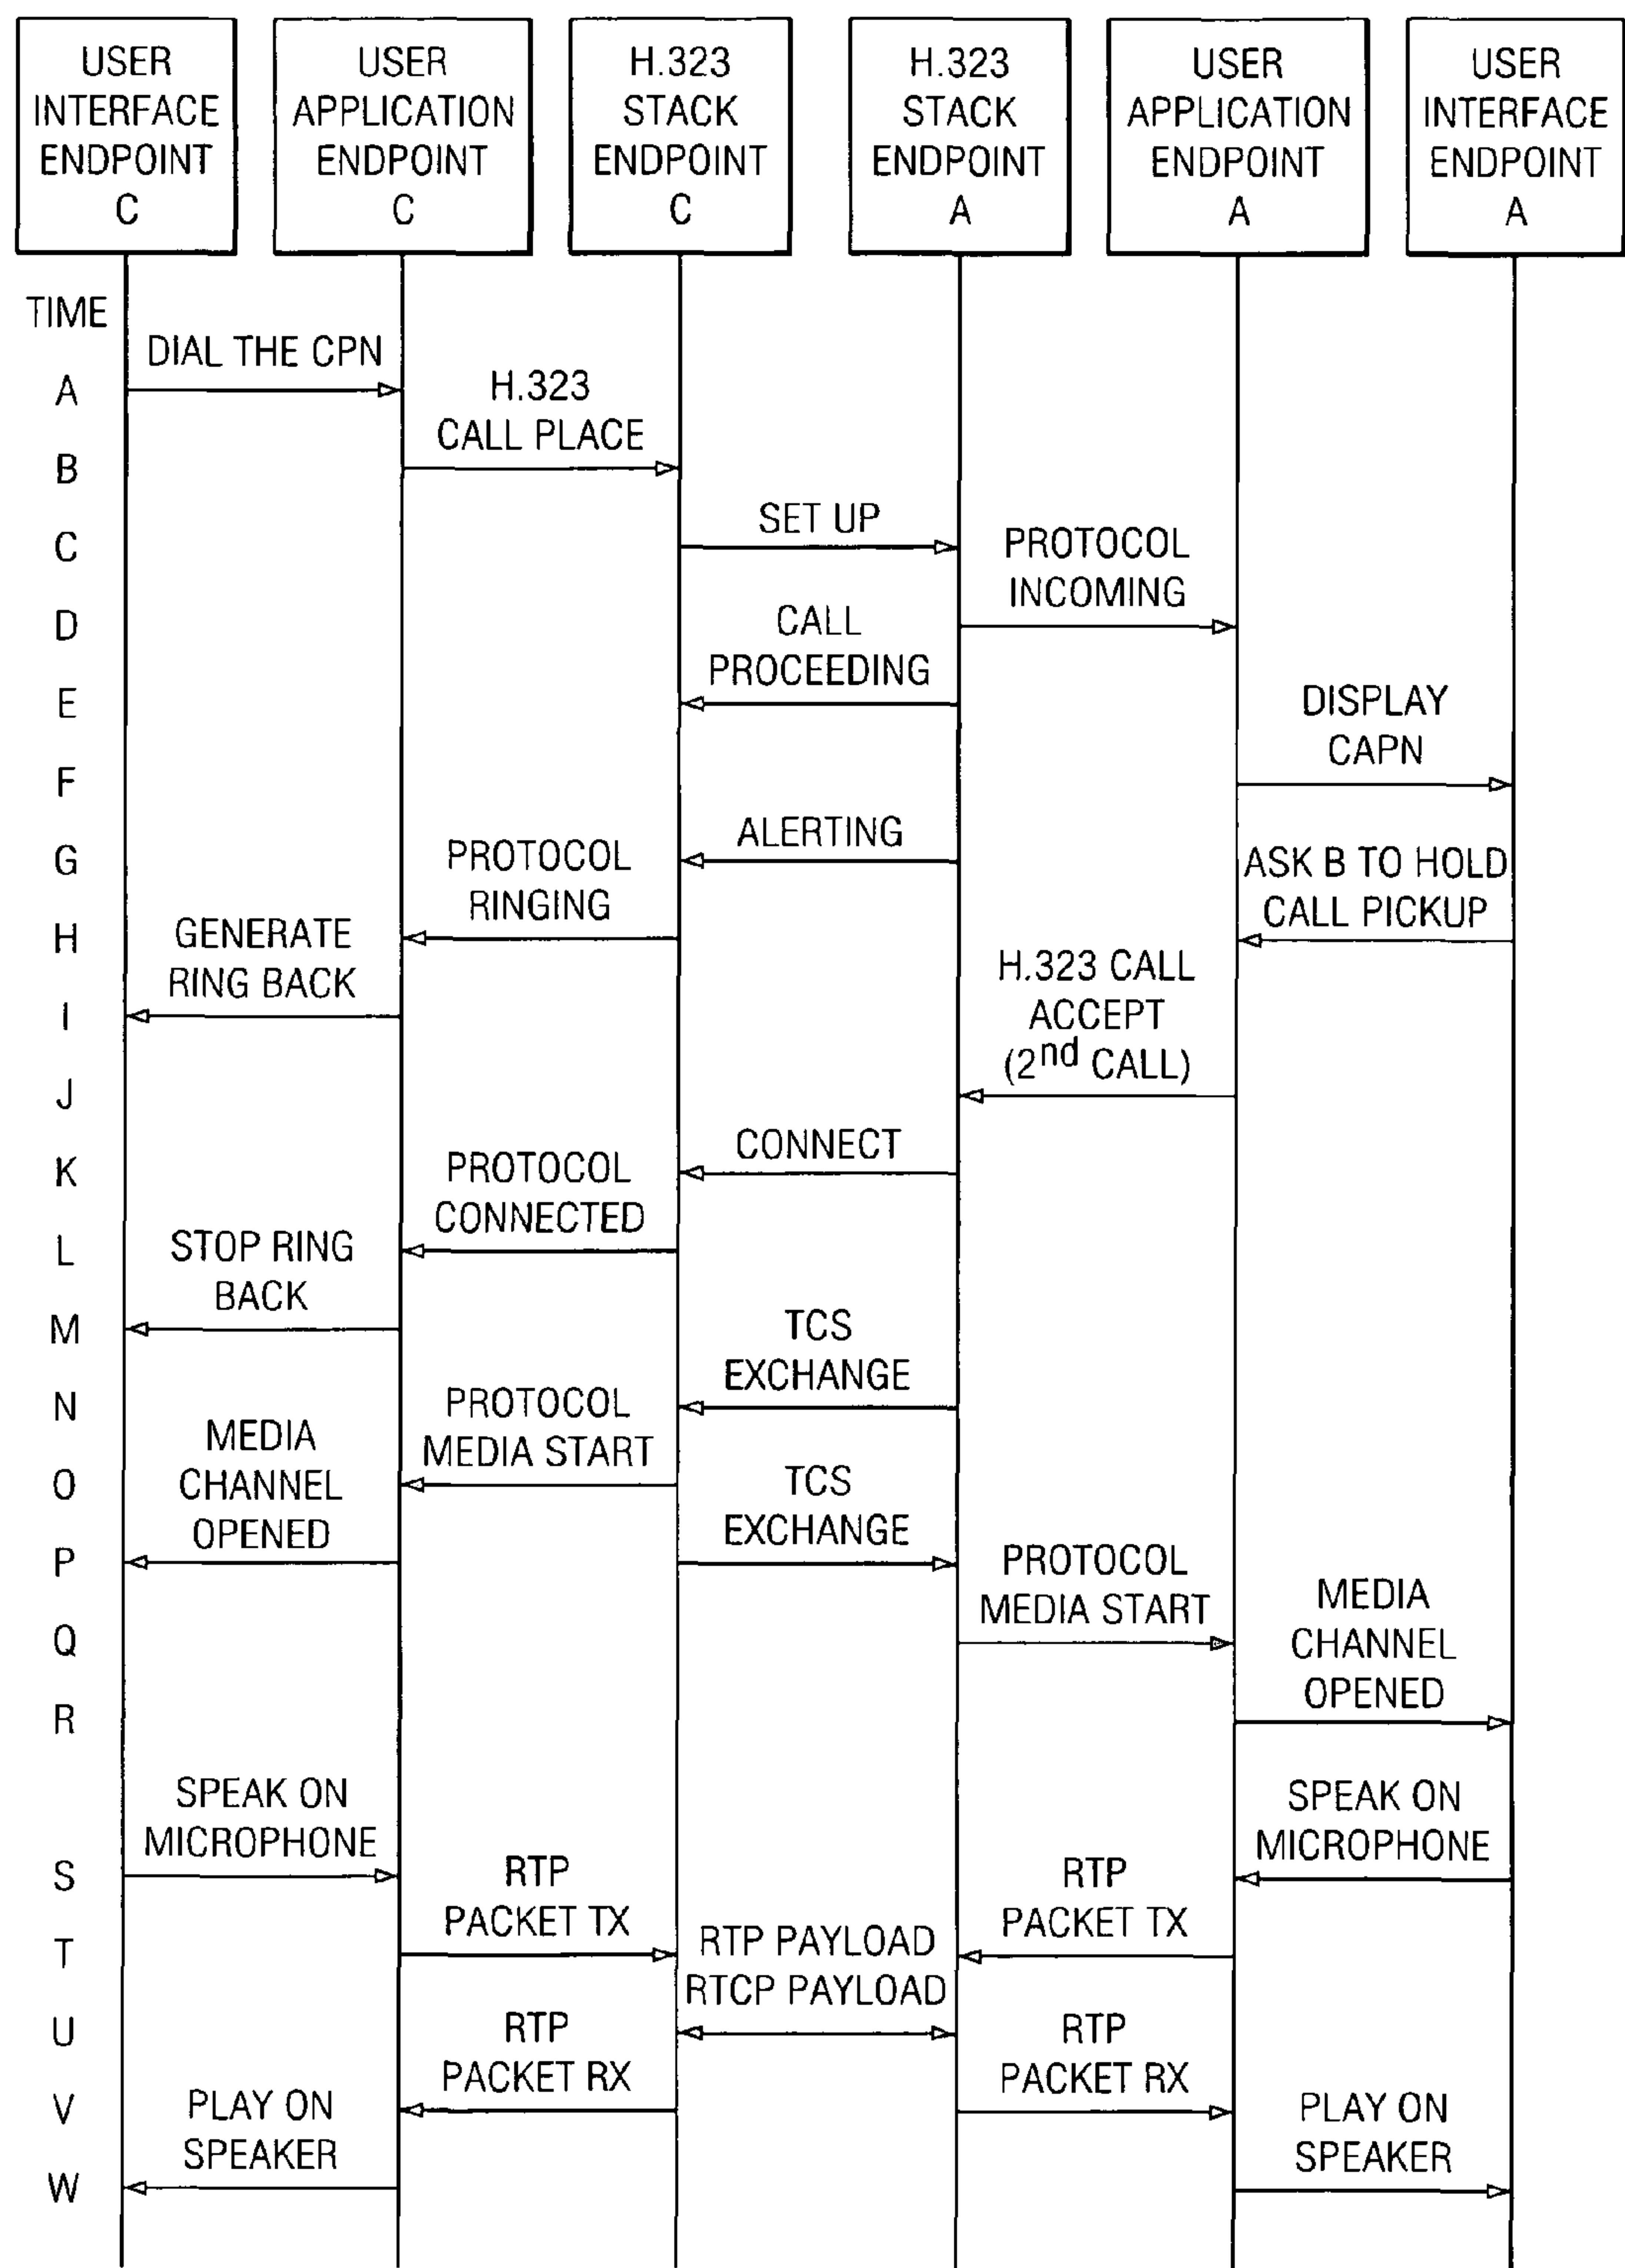 USER
INTERFACE
ENDPOINT
C
USER
APPLICATION
ENDPOINT
C
H.323
STACK
ENDPOINT
C
H.323
STACK
ENDPOINT
A
USER
APPLICATION
ENDPOINT
A
USER
INTERFACE
ENDPOINT
A
TIME
A
DIAL THE CPN
B
H.323
CALL PLACE
C
SET UP
D
PROTOCOL
INCOMING
E
CALL
PROCEEDING
F
DISPLAY
CAPN
G
ALERTING
H
PROTOCOL
RINGING
ASK B TO HOLD
CALL PICKUP
I
GENERATE
RING BACK
J
H.323 CALL
ACCEPT
(2nd CALL)
K
CONNECT
L
PROTOCOL
CONNECTED
M
STOP RING
BACK
N
TCS
EXCHANGE
O
PROTOCOL
MEDIA START
P
MEDIA
CHANNEL
OPENED
TCS
EXCHANGE
Q
PROTOCOL
MEDIA START
R
MEDIA
CHANNEL
OPENED
S
SPEAK ON
MICROPHONE
SPEAK ON
MICROPHONE
T
RTP
PACKET TX
RTP
PACKET TX
U
RTP PAYLOAD
RTCP PAYLOAD
V
RTP
PACKET RX
RTP
PACKET RX
W
PLAY ON
SPEAKER
PLAY ON
SPEAKER